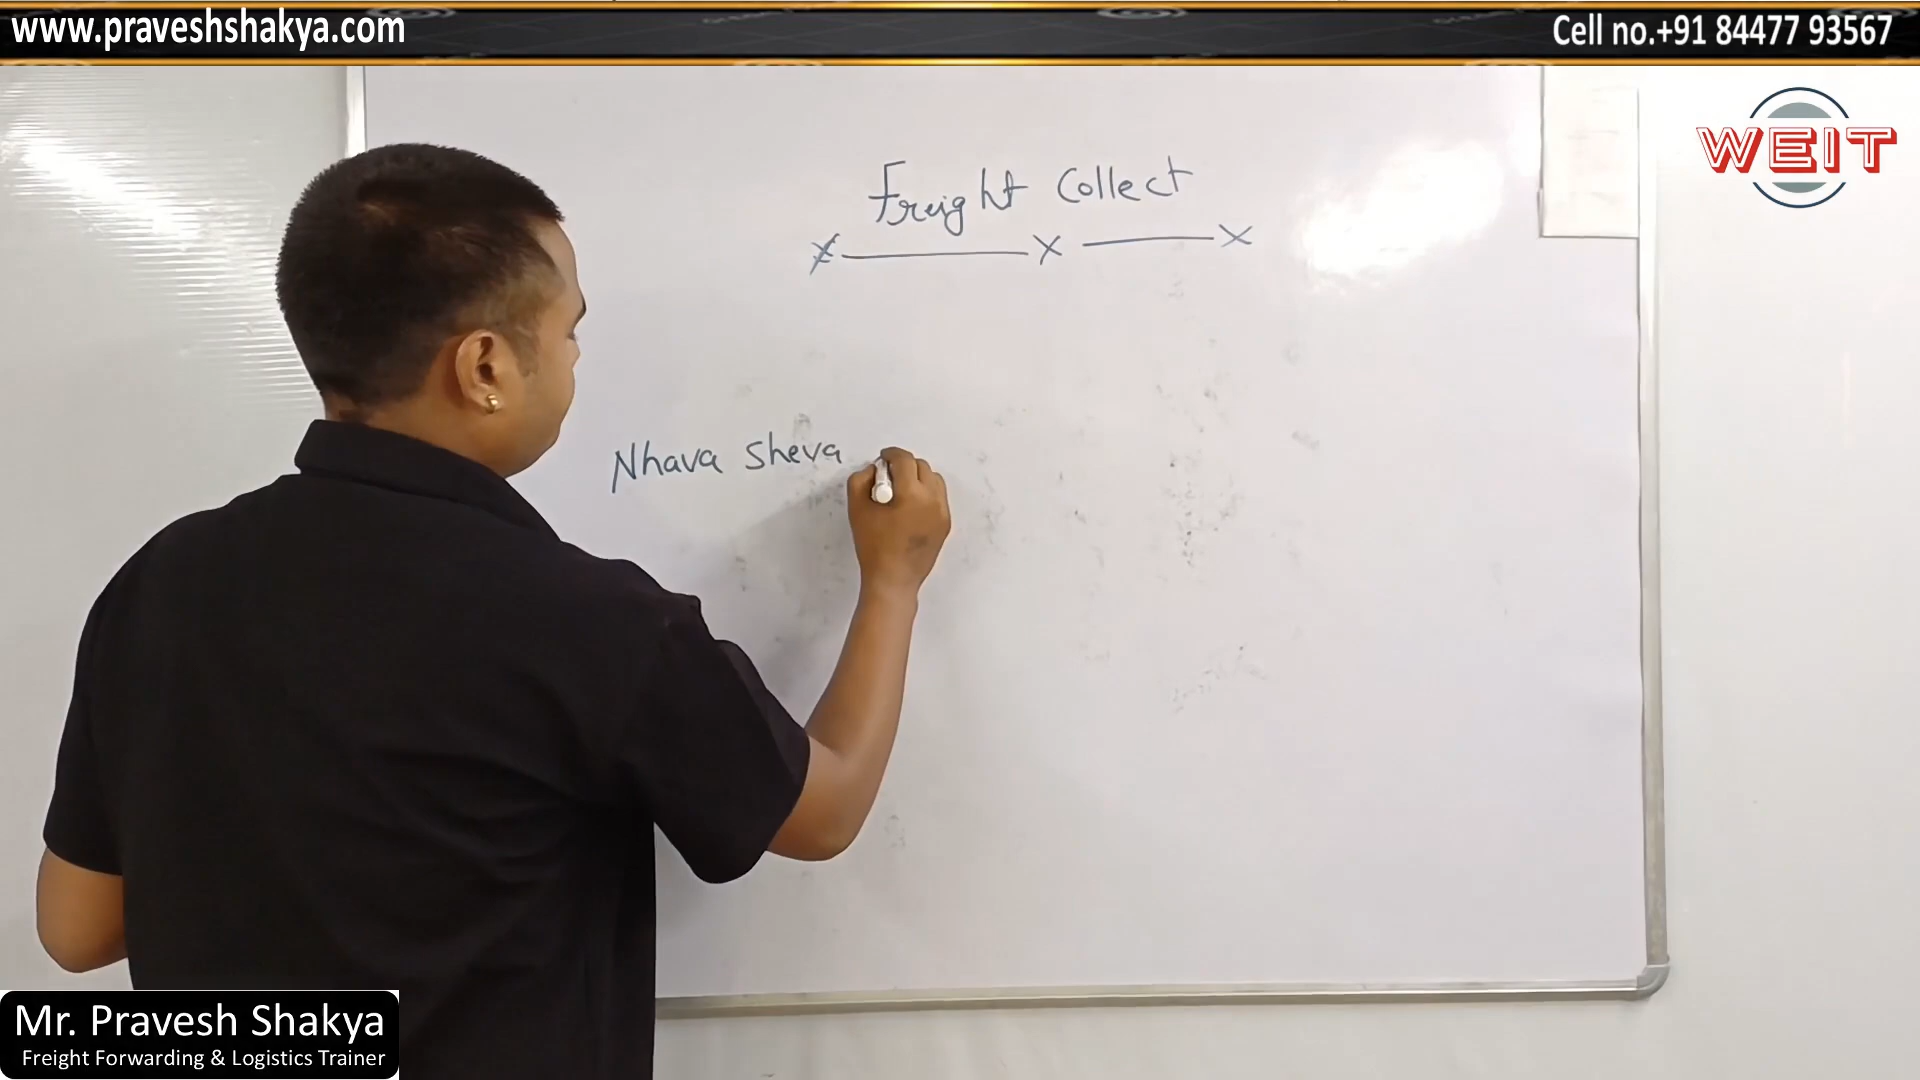 www.praveshshakya.com
Cell no.+91 84477 93567
WEIT
Freight Collect
Nhava Sheva
Mr. Pravesh Shakya
Freight Forwarding & Logistics Trainer